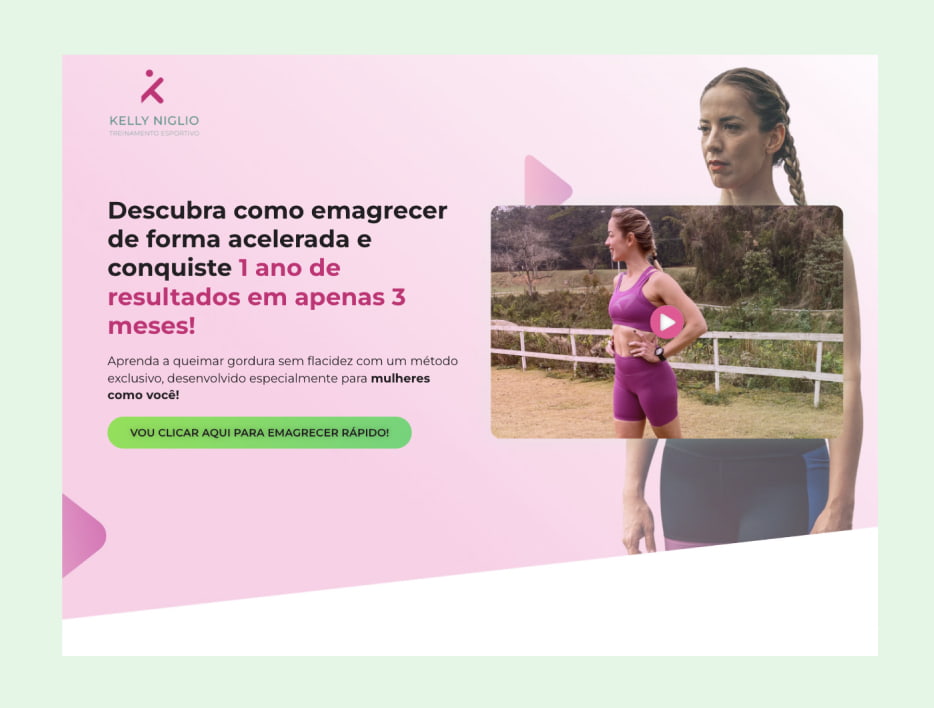 KELLY NIGLIO
TREINAMENTO ESPORTIVO
Descubra como emagrecer
de forma acelerada e
conquiste 1 ano de
resultados em apenas 3
meses!
Aprenda a queimar gordura sem flacidez com um método
exclusivo, desenvolvido especialmente para mulheres
como você!
VOU CLICAR AQUI PARA EMAGRECER RÁPIDO!